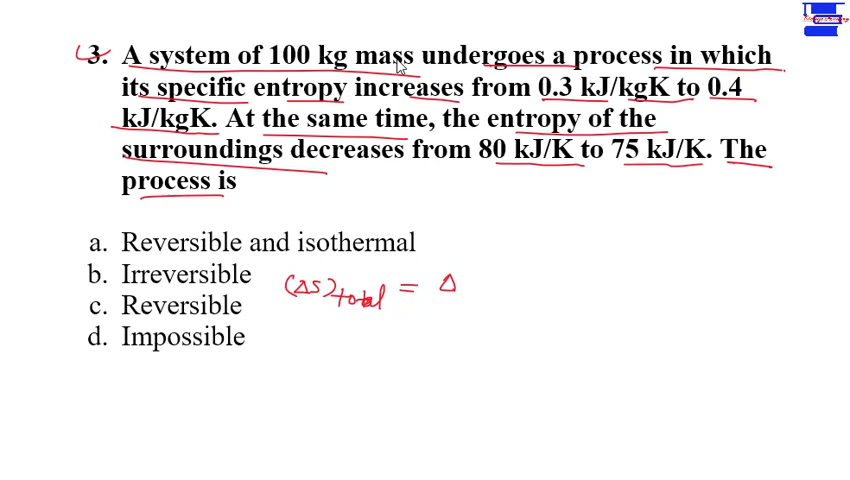 3. A system of 100 kg mass undergoes a process in which
its specific entropy increases from 0.3 kJ/kgK to 0.4
kJ/kgK. At the same time, the entropy of the
surroundings decreases from 80 kJ/K to 75 kJ/K. The
process is
a. Reversible and isothermal
b. Irreversible
c. Reversible
d. Impossible
(ΔS)total = Δ